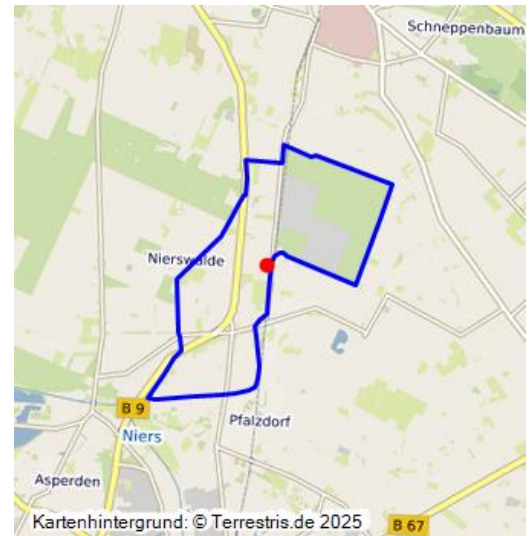 Schneppenbaum
Nierswalde
B 9
Niers
Pfalzdorf
Asperden
B 67
Kartenhintergrund: © Terrestris.de 2025